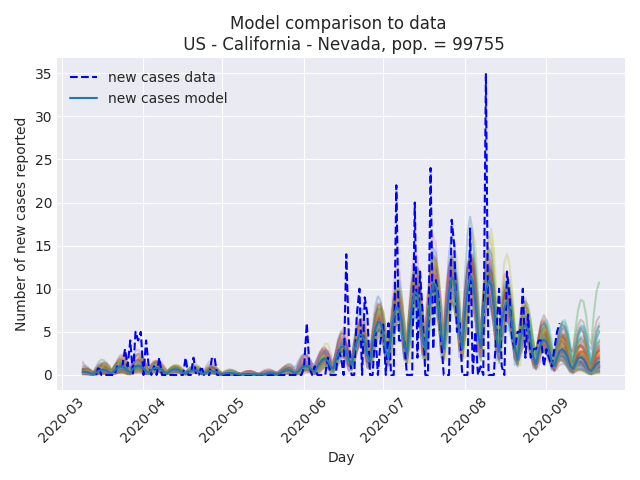 Model comparison to data
US - California - Nevada, pop. = 99755
new cases data
new cases model
Number of new cases reported
35
30
25
20
15
10
5
0
2020-03
2020-04
2020-05
2020-06
2020-07
2020-08
2020-09
Day